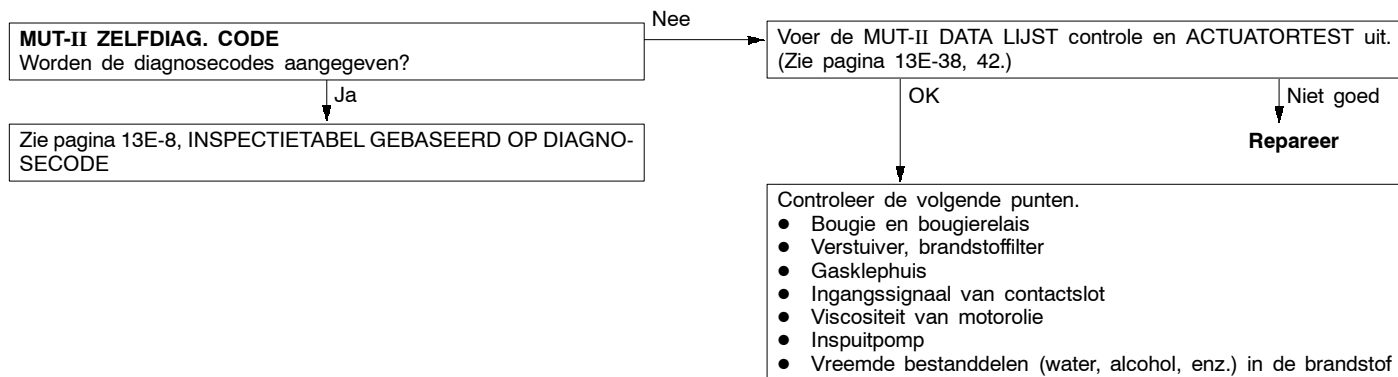 MUT-II ZELFDIAG. CODE
Worden de diagnosecodes aangegeven?
Nee
Voer de MUT-II DATA LIJST controle en ACTUATORTEST uit.
(Zie pagina 13E-38, 42.)
Ja
OK
Niet goed
Zie pagina 13E-8, INSPECTIETABEL GEBASEERD OP DIAGNO-
SECODE
Repareer
Controleer de volgende punten.
● Bougie en bougierelais
● Verstuiver, brandstoffilter
● Gasklephuis
● Ingangssignaal van contactslot
● Viscositeit van motorolie
● Inspuitpomp
● Vreemde bestanddelen (water, alcohol, enz.) in de brandstof